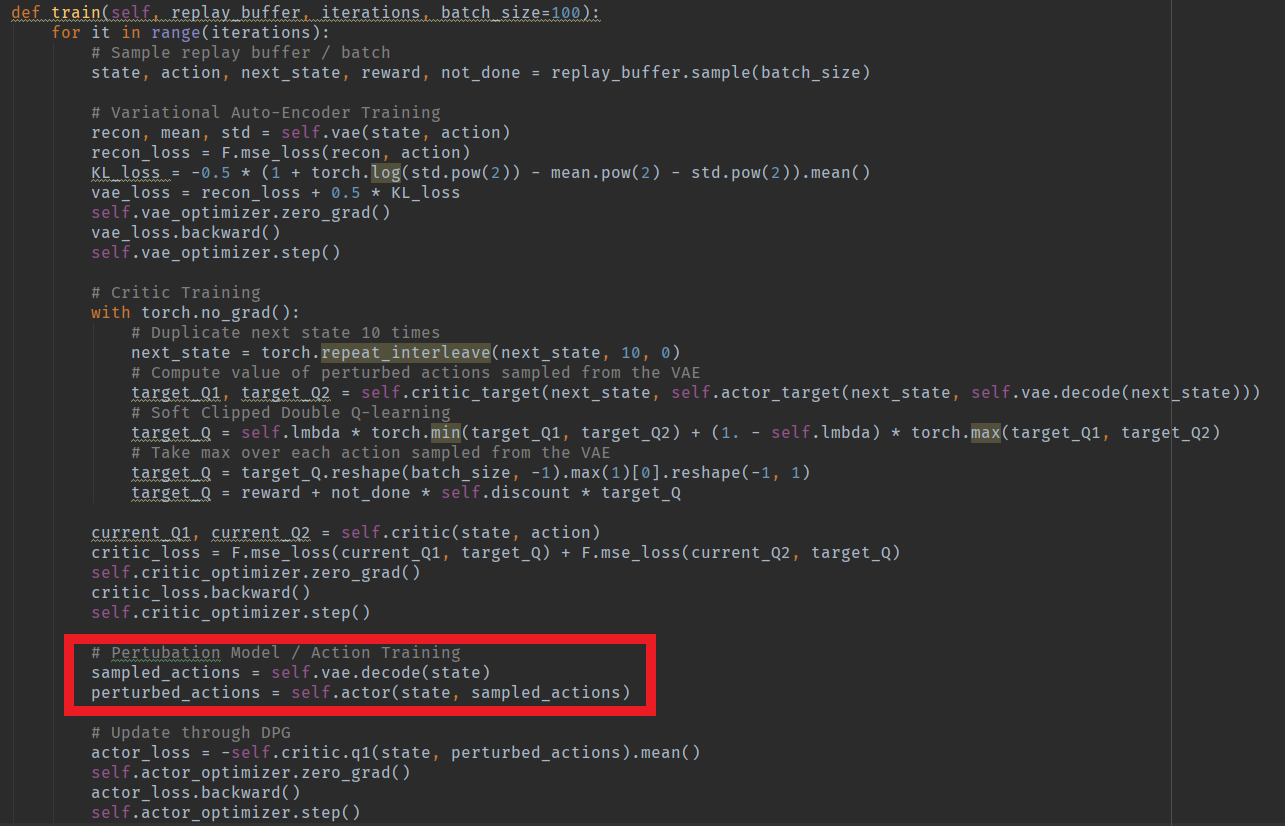 def train(self, replay_buffer, iterations, batch_size=100):
for it in range(iterations):
# Sample replay buffer / batch
state, action, next_state, reward, not_done = replay_buffer.sample(batch_size)
# Variational Auto-Encoder Training
recon, mean, std = self.vae(state, action)
recon_loss = F.mse_loss(recon, action)
KL_loss = -0.5 * (1 + torch.log(std.pow(2)) - mean.pow(2) - std.pow(2)).mean()
vae_loss = recon_loss + 0.5 * KL_loss
self.vae_optimizer.zero_grad()
vae_loss.backward()
self.vae_optimizer.step()
# Critic Training
with torch.no_grad():
# Duplicate next state 10 times
next_state = torch.repeat_interleave(next_state, 10, 0)
# Compute value of perturbed actions sampled from the VAE
target_Q1, target_Q2 = self.critic_target(next_state, self.actor_target(next_state, self.vae.decode(next_state)))
# Soft Clipped Double Q-learning
target_Q = self.lmbda * torch.min(target_Q1, target_Q2) + (1. - self.lmbda) * torch.max(target_Q1, target_Q2)
# Take max over each action sampled from the VAE
target_Q = target_Q.reshape(batch_size, -1).max(1)[0].reshape(-1, 1)
target_Q = reward + not_done * self.discount * target_Q
current_Q1, current_Q2 = self.critic(state, action)
critic_loss = F.mse_loss(current_Q1, target_Q) + F.mse_loss(current_Q2, target_Q)
self.critic_optimizer.zero_grad()
critic_loss.backward()
self.critic_optimizer.step()
# Pertubation Model / Action Training
sampled_actions = self.vae.decode(state)
perturbed_actions = self.actor(state, sampled_actions)
# Update through DPG
actor_loss = -self.critic.q1(state, perturbed_actions).mean()
self.actor_optimizer.zero_grad()
actor_loss.backward()
self.actor_optimizer.step()